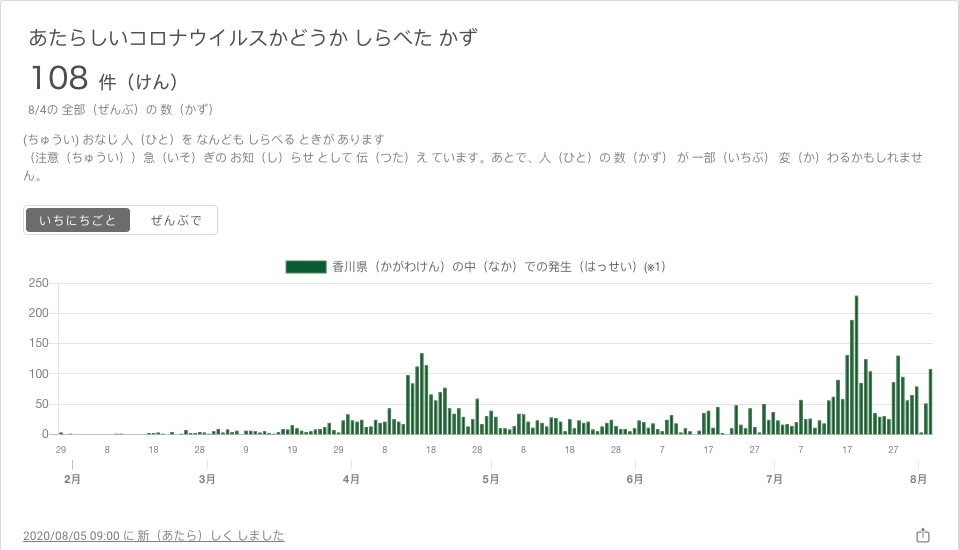 あたらしいコロナウイルスかどうか しらべた かず
108 件（けん）
8/4の 全部（ぜんぶ）の 数（かず）
(ちゅうい) おなじ 人（ひと）を なんども しらべる ときが あります
（注意（ちゅうい））急（いそ）ぎの お知（し）らせ として 伝（つた）え ています。あとで、人（ひと）の 数（かず） が 一部（いちぶ） 変（か）わるかもしれませ
ん。
いちにちごと ぜんぶで
香川県（かがわけん）の中（なか）での発生（はっせい）(※1)
250
200
150
100
50
0
29 8 18 28 9 19 29 8 18 28 8 18 28 7 17 27 7 17 27
2月 3月 4月 5月 6月 7月 8月
2020/08/05 09:00 に 新（あたら）しく しました